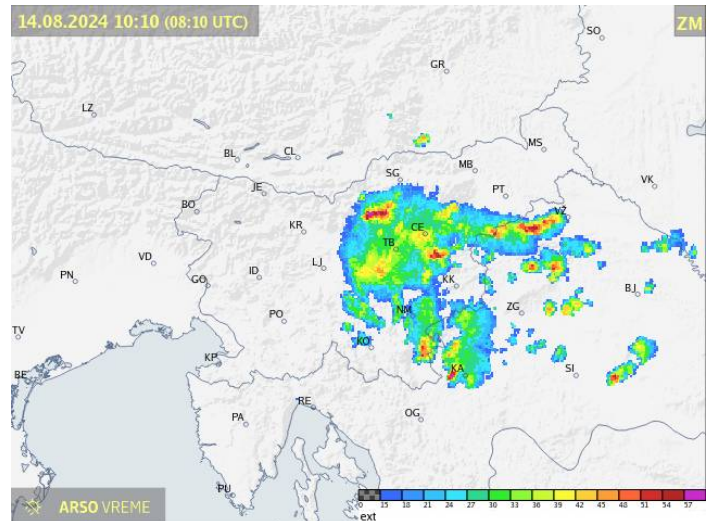 14.08.2024 10:10 (08:10 UTC)
ZM
SO
GR
LZ
MS
BL
CL
MB
SG
VK
JE
PT
BO
VZ
KR
CE
TB
VD
LJ
ID
PN
GO
KK
BJ
NM
ZG
PO
TV
KO
KP
BE
KA
SI
RE
PA
OG
PU
ARSO VREME
0 15 18 21 24 27 30 33 36 39 42 45 48 51 54 57
ext